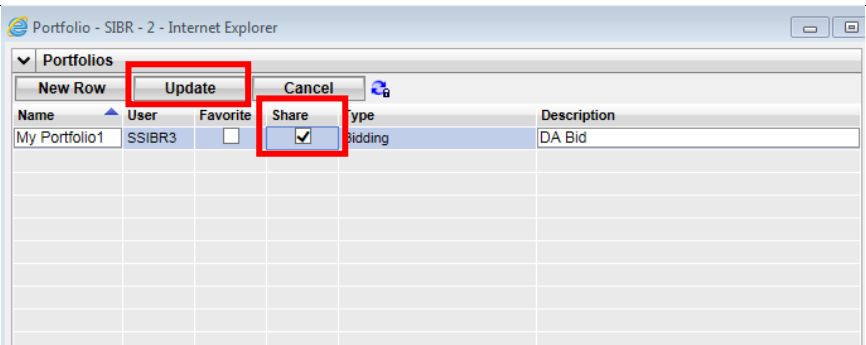 Portfolio - SIBR - 2 - Internet Explorer
Portfolios
New Row Update Cancel
Name User Favorite Share Type Description
My Portfolio1 SSIBR3 Bidding DA Bid